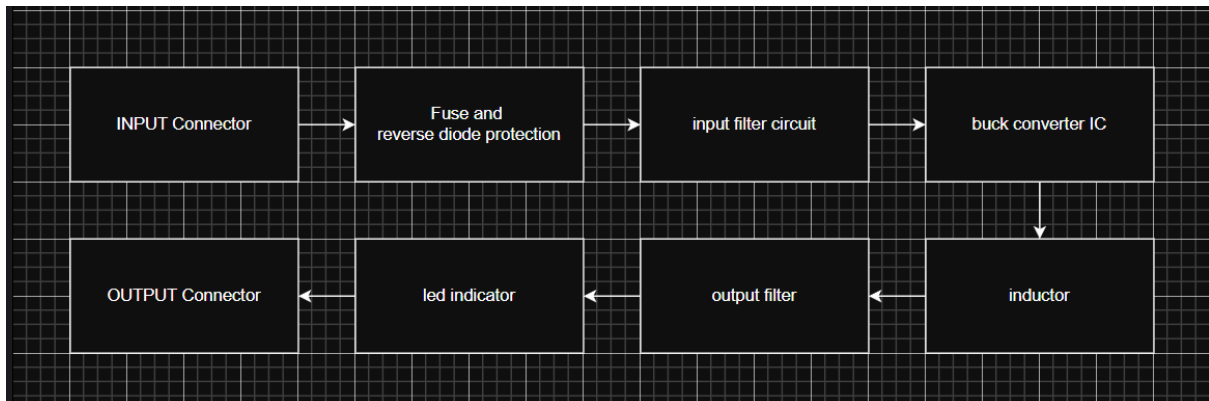 INPUT Connector
Fuse and
reverse diode protection
input filter circuit
buck converter IC
OUTPUT Connector
led indicator
output filter
inductor